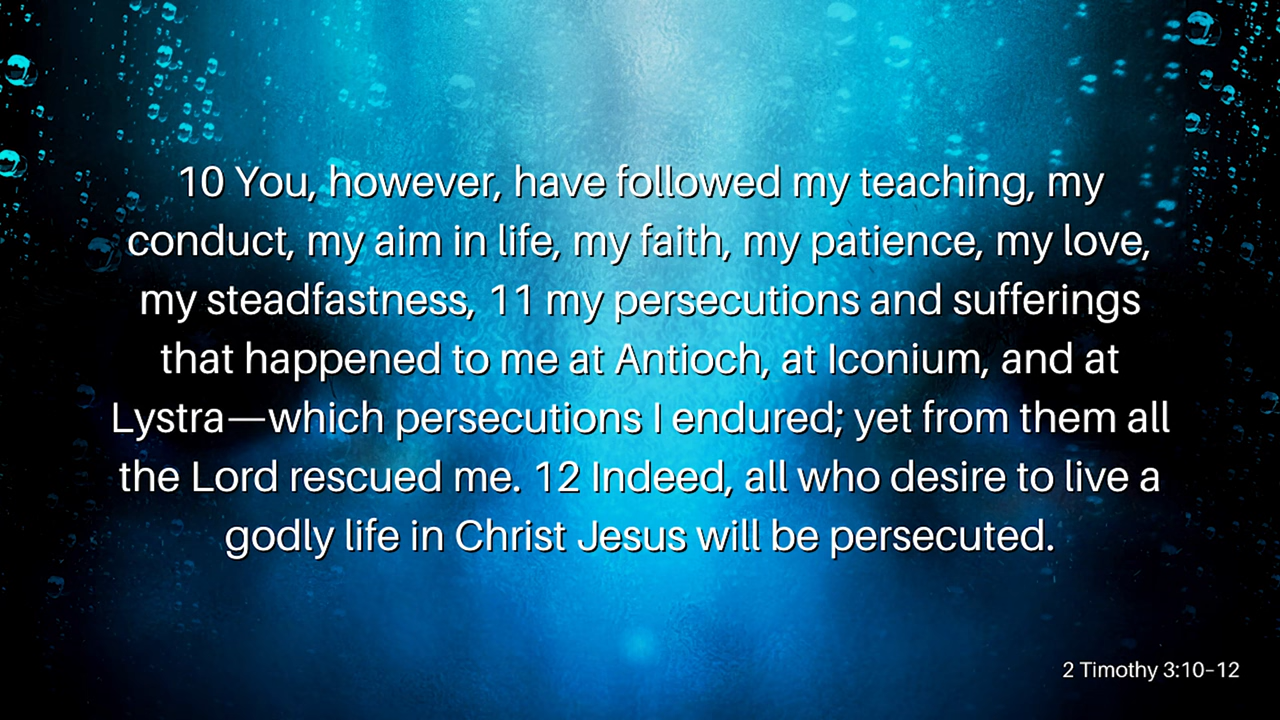 10 You, however, have followed my teaching, my
conduct, my aim in life, my faith, my patience, my love,
my steadfastness, 11 my persecutions and sufferings
that happened to me at Antioch, at Iconium, and at
Lystra—which persecutions I endured; yet from them all
the Lord rescued me. 12 Indeed, all who desire to live a
godly life in Christ Jesus will be persecuted.
2 Timothy 3:10–12